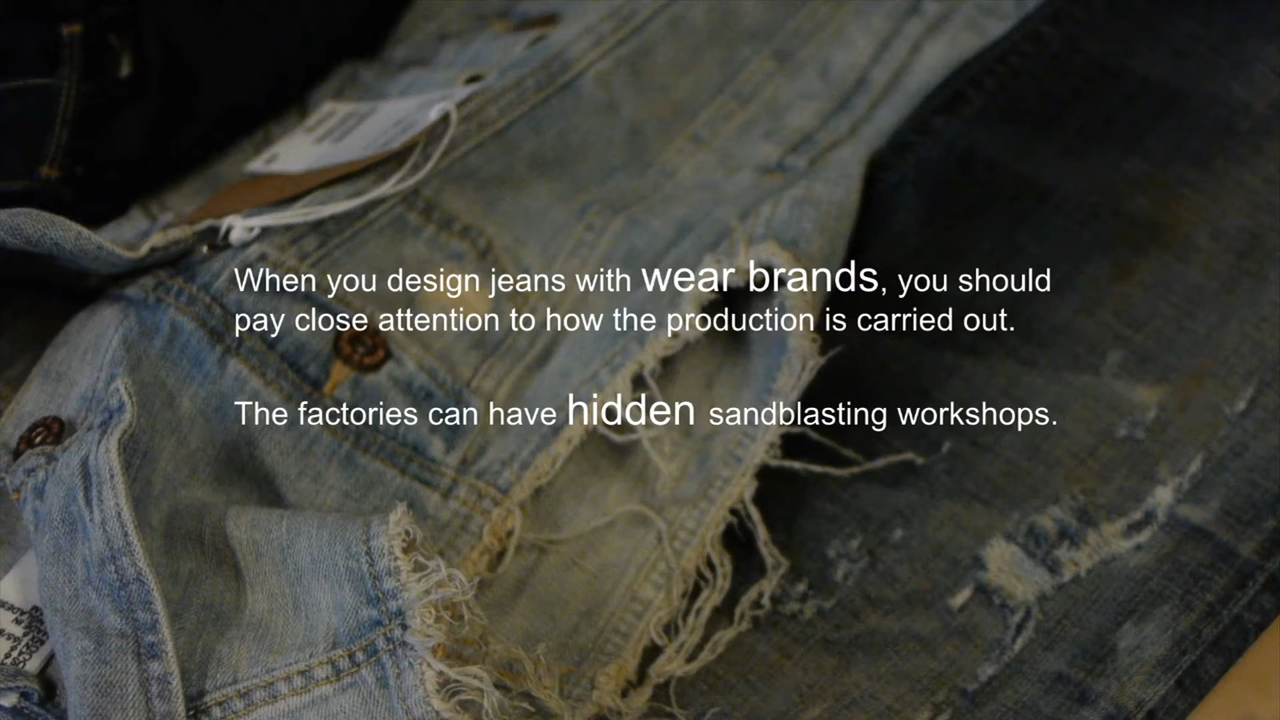 When you design jeans with wear brands, you should
pay close attention to how the production is carried out.
The factories can have hidden sandblasting workshops.